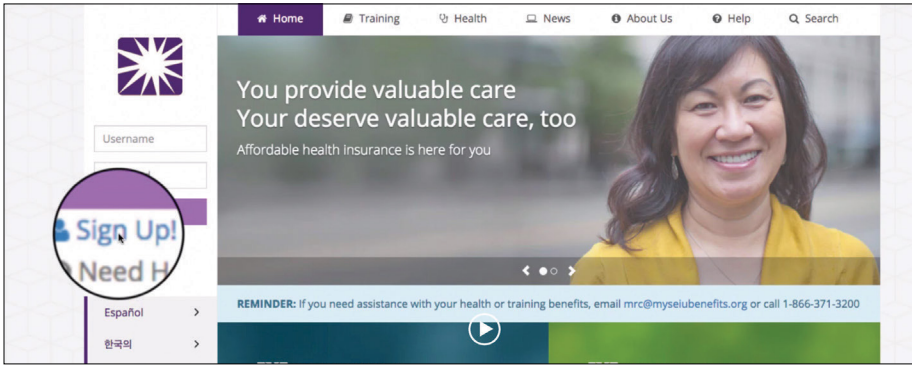 Home
Training
Health
News
About Us
Help
Search
You provide valuable care
Your deserve valuable care, too
Affordable health insurance is here for you
Username
Sign Up!
Need H
REMINDER: If you need assistance with your health or training benefits, email mrc@myseiubenefits.org or call 1-866-371-3200
Español
한국의